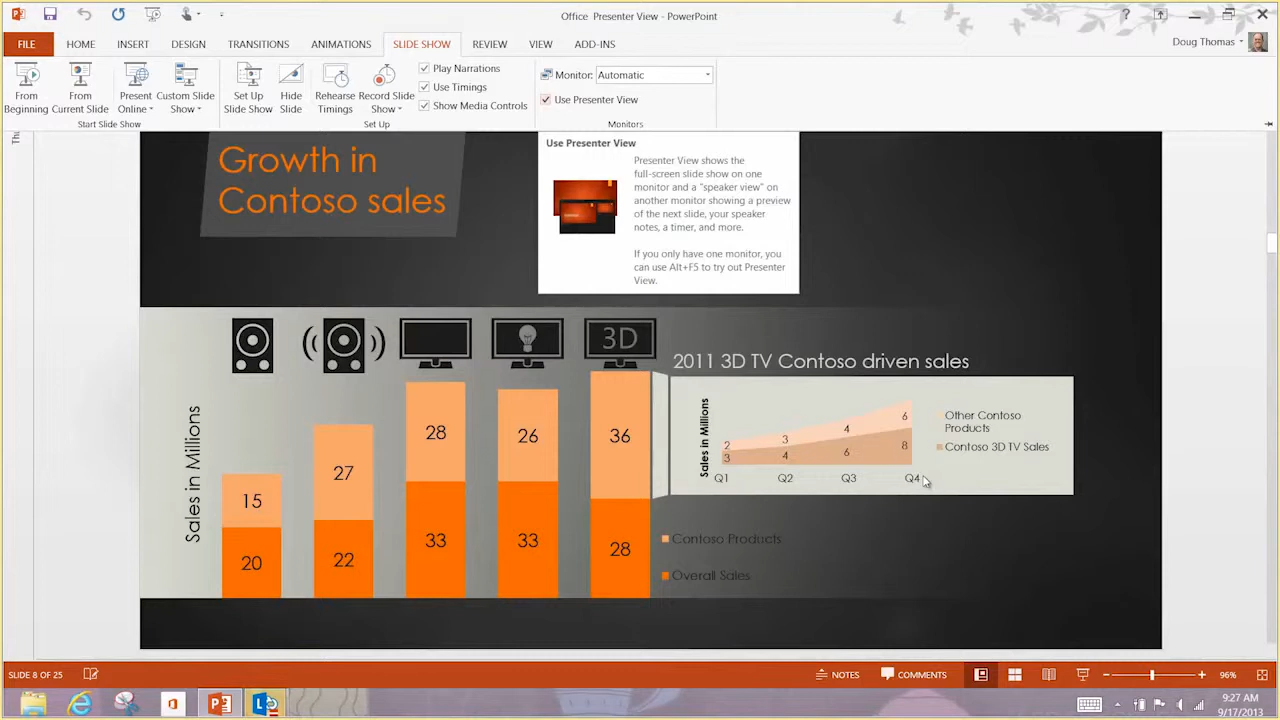 Office Presenter View - PowerPoint
?
FILE
HOME
INSERT
DESIGN
TRANSITIONS
ANIMATIONS
SLIDE SHOW
REVIEW
VIEW
ADD-INS
Doug Thomas
From
Beginning
From
Current Slide
Present
Online
Custom Slide
Show
Start Slide Show
Set Up
Slide Show
Hide
Slide
Rehearse
Timings
Record Slide
Show
Play Narrations
Use Timings
Show Media Controls
Set Up
Monitor: Automatic
Use Presenter View
Monitors
Use Presenter View
Presenter View shows the
full-screen slide show on one
monitor and a "speaker view" on
another monitor showing a preview
of the next slide, your speaker
notes, a timer, and more.
If you only have one monitor, you
can use Alt+F5 to try out Presenter
View.
Growth in
Contoso sales
3D
Sales in Millions
15
20
27
22
28
33
26
33
36
28
2011 3D TV Contoso driven sales
Sales in Millions
2
3
4
6
3
4
6
8
Q1
Q2
Q3
Q4
Other Contoso
Products
Contoso 3D TV Sales
Contoso Products
Overall Sales
SLIDE 8 OF 25
NOTES
COMMENTS
96%
9:27 AM
9/17/2013